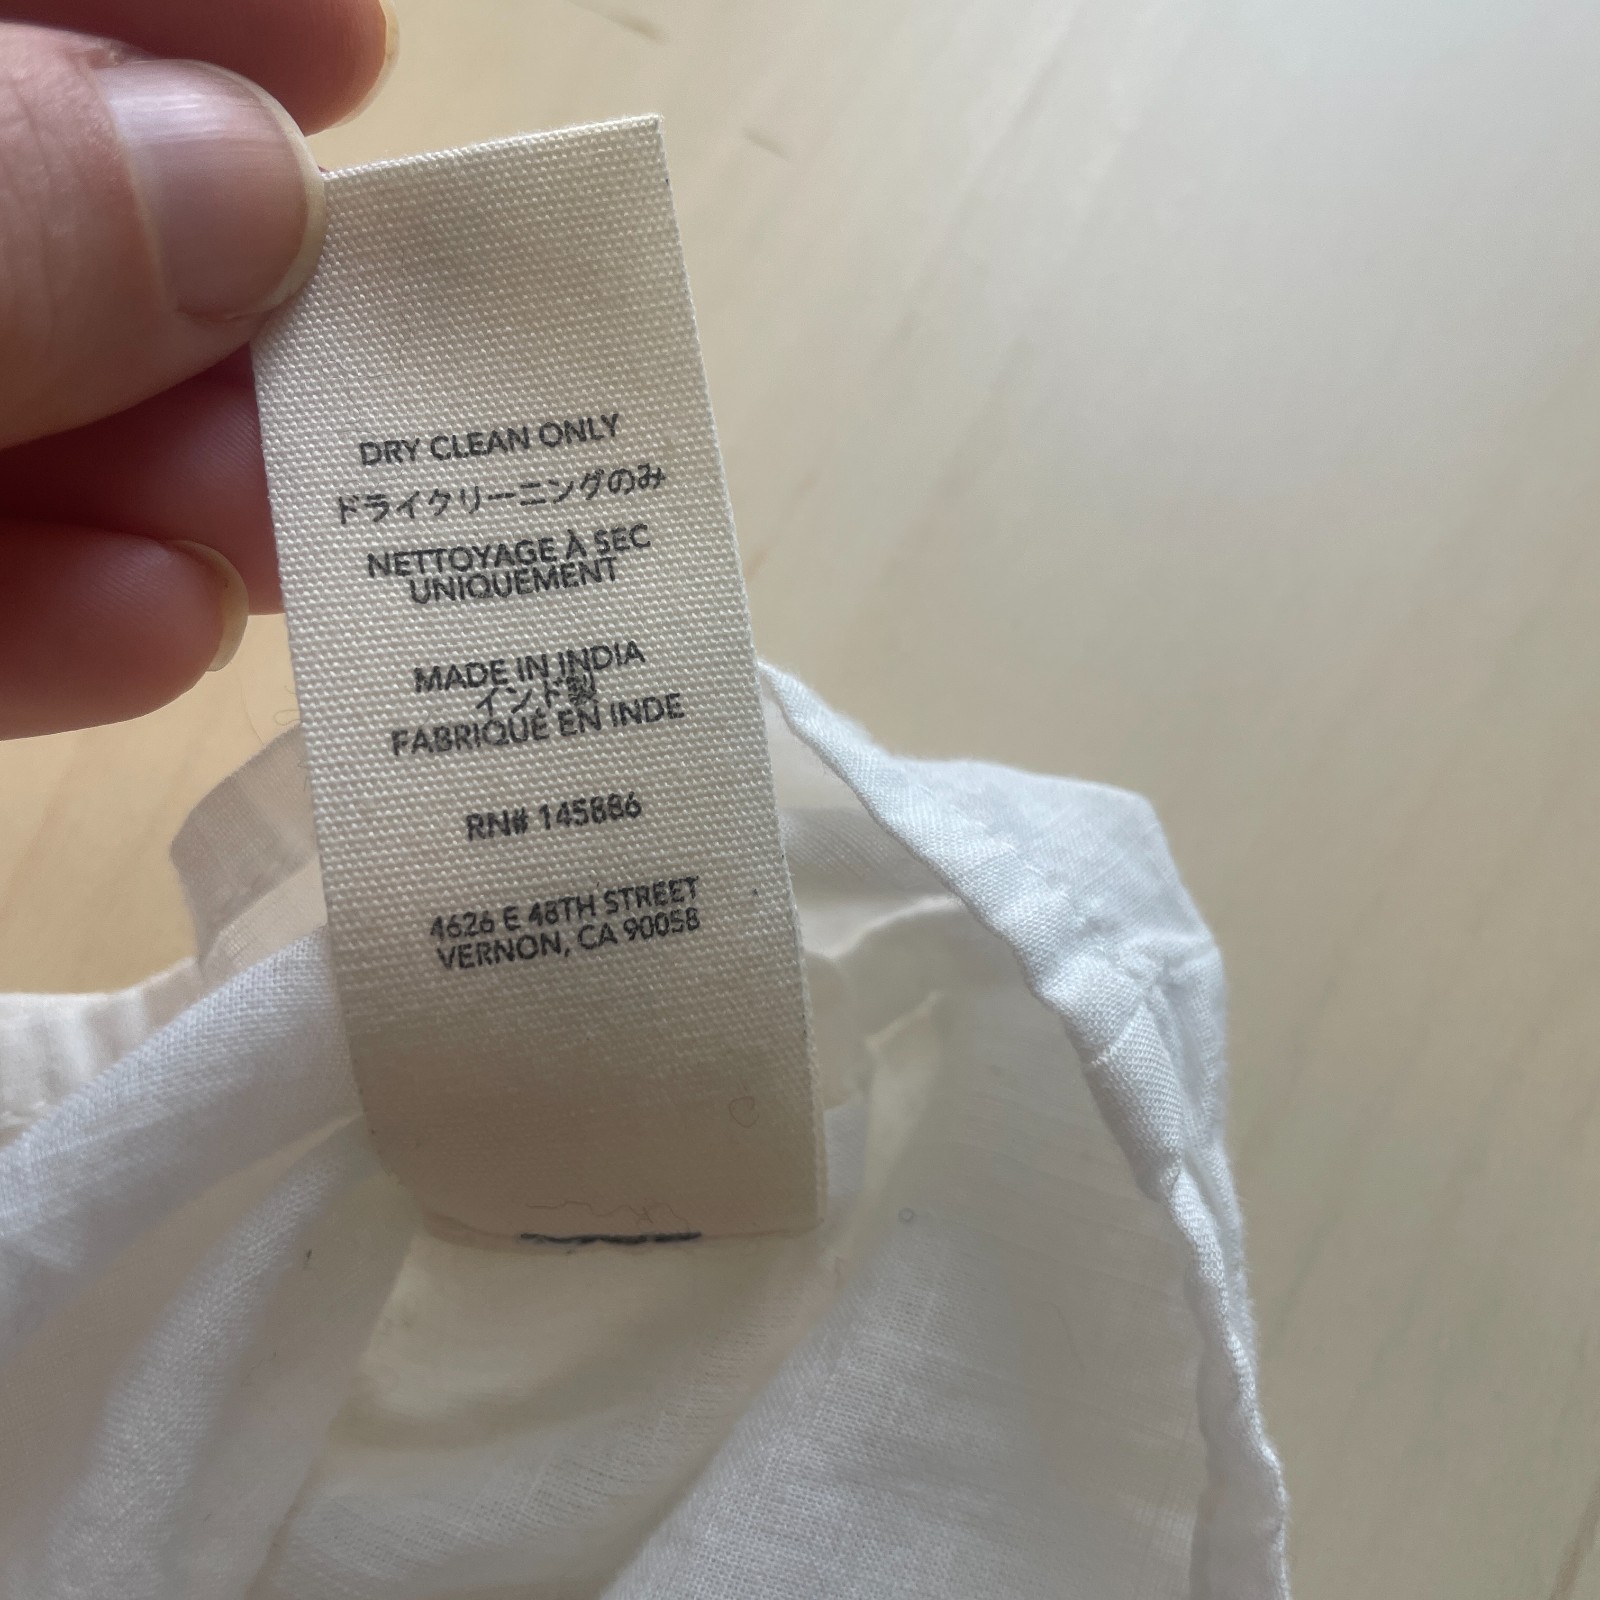 DRY CLEAN ONLY
ドライクリーニングのみ
NETTOYAGE À SEC
UNIQUEMENT
MADE IN INDIA
インド製
FABRIQUÉ EN INDE
RN# 145886
4626 E 48TH STREET
VERNON, CA 90058